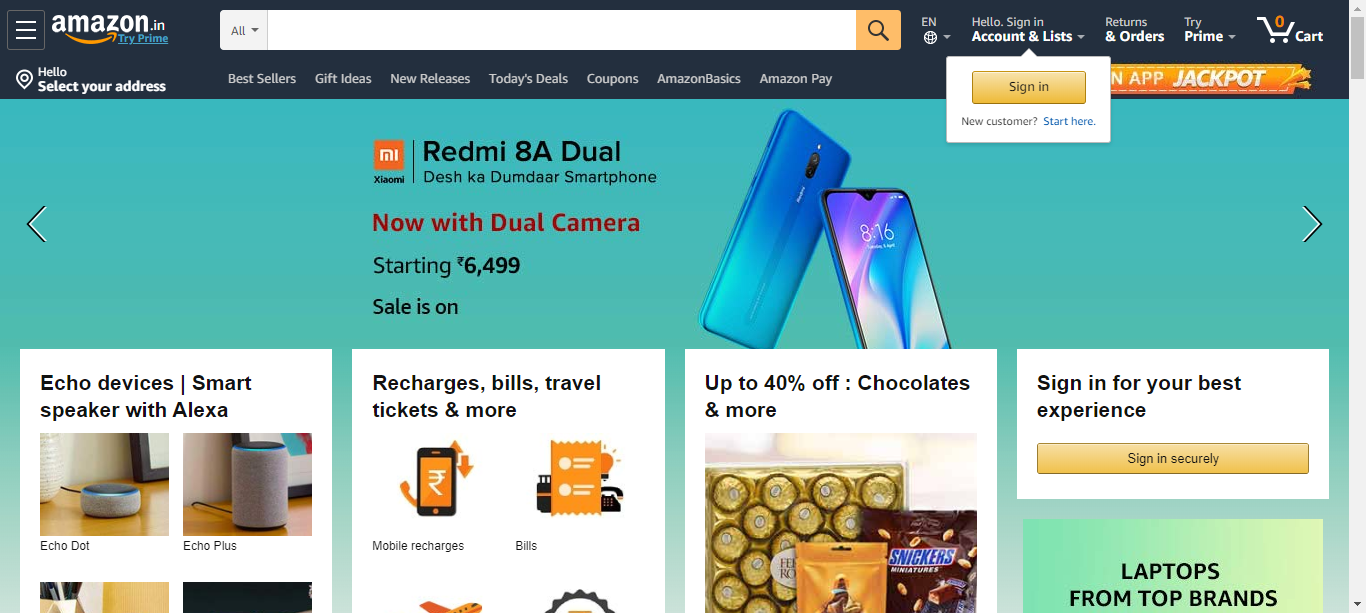 amazon.in
Try Prime
All
EN
Hello. Sign in
Account & Lists
Returns
& Orders
Try
Prime
0
Cart
Hello
Select your address
Best Sellers
Gift Ideas
New Releases
Today's Deals
Coupons
AmazonBasics
Amazon Pay
APP JACKPOT
Sign in
New customer? Start here.
mi
Xiaomi
Redmi 8A Dual
Desh ka Dumdaar Smartphone
Now with Dual Camera
Starting ₹6,499
Sale is on
8:16
Echo devices | Smart
speaker with Alexa
Echo Dot
Echo Plus
Recharges, bills, travel
tickets & more
₹
Mobile recharges
Bills
Up to 40% off : Chocolates
& more
SNICKERS
MINIATURES
Sign in for your best
experience
Sign in securely
LAPTOPS
FROM TOP BRANDS